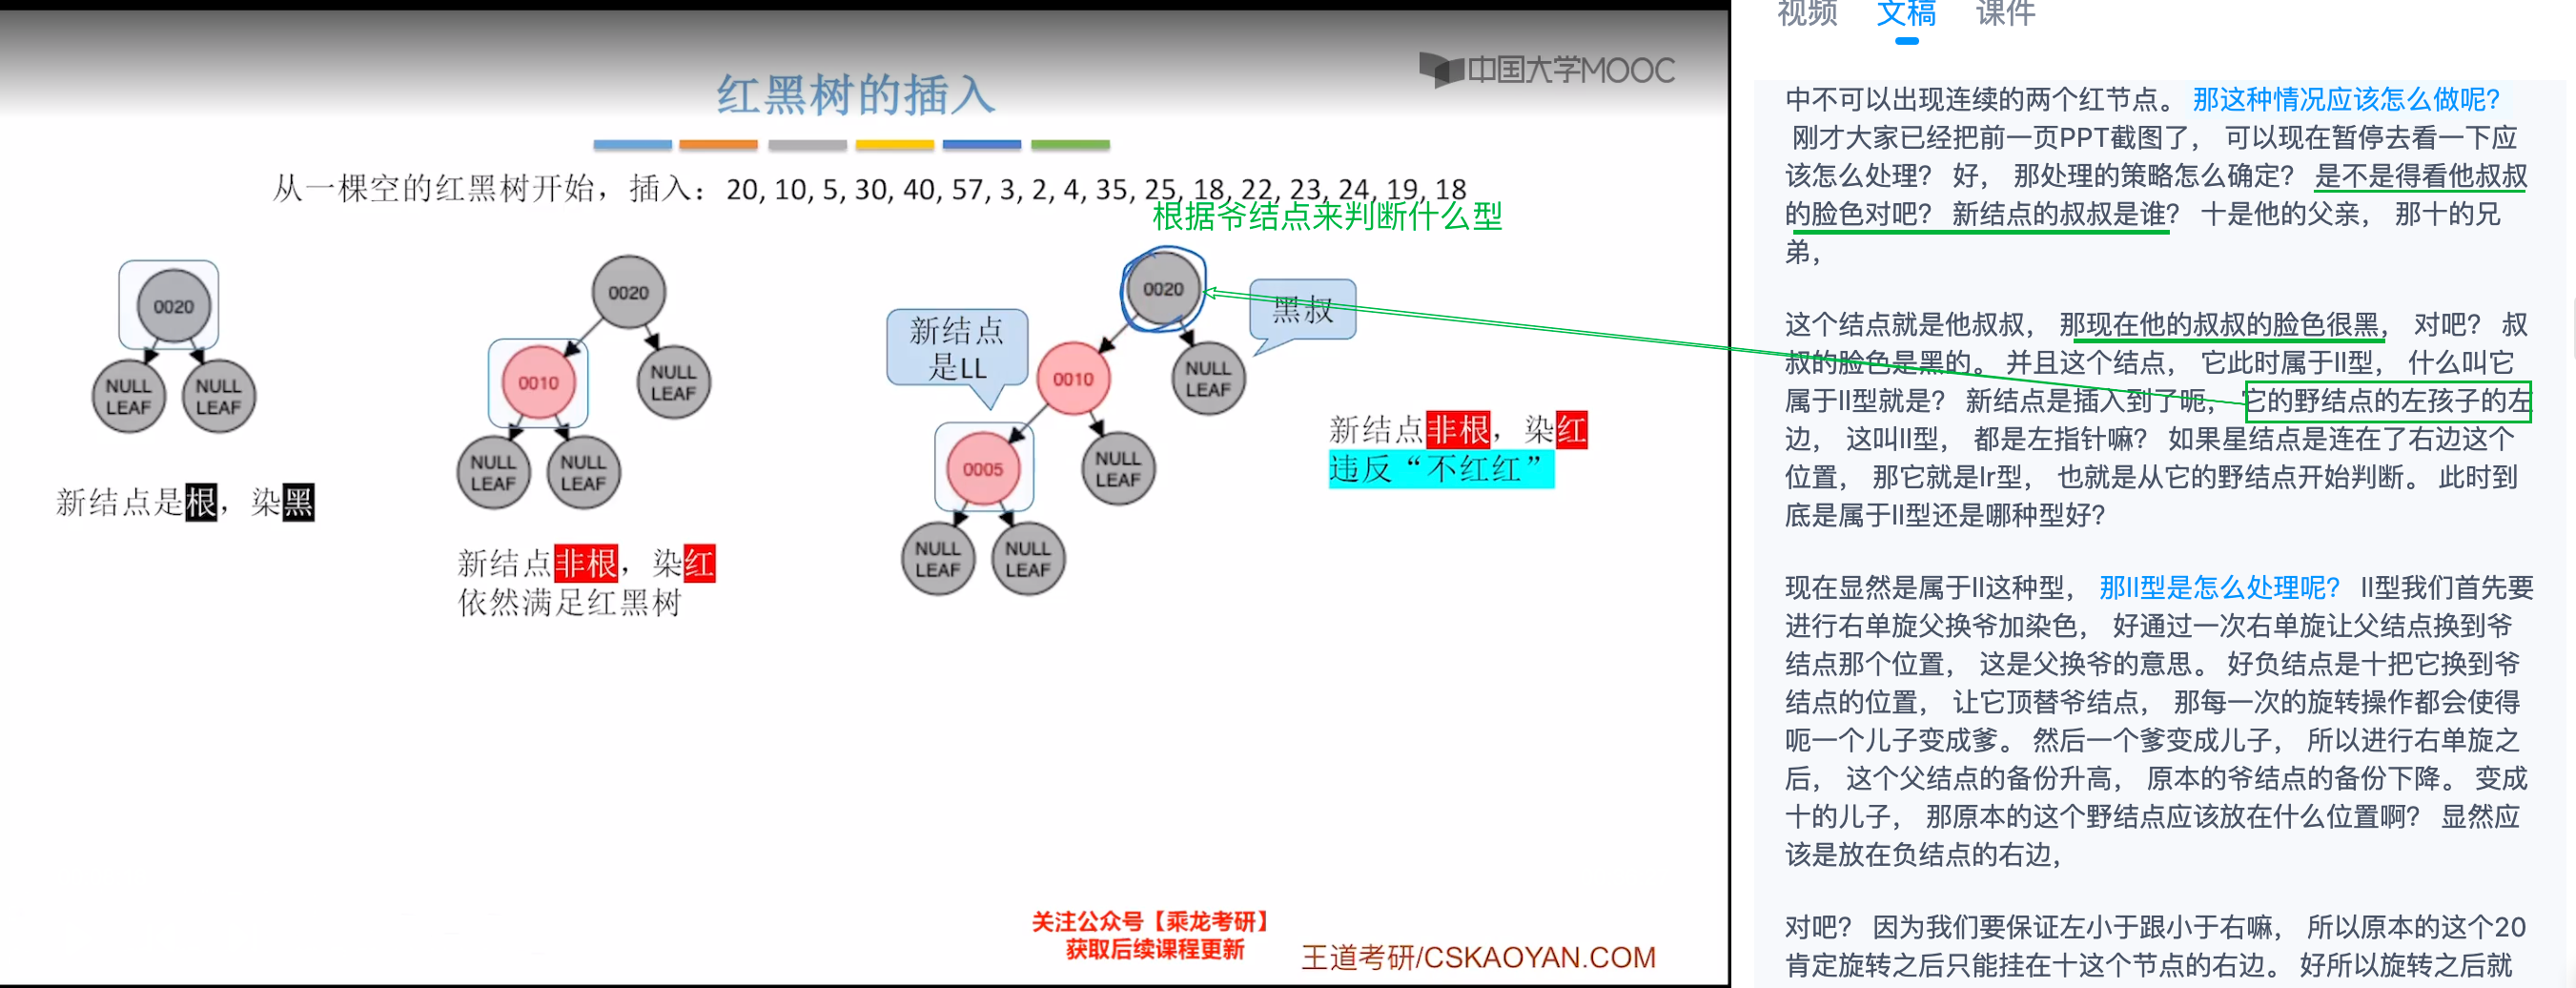 中国大学MOOC
红黑树的插入
从一棵空的红黑树开始，插入：20, 10, 5, 30, 40, 57, 3, 2, 4, 35, 25, 18, 22, 23, 24, 19, 18
根据爷结点来判断什么型
0020
NULL LEAF
NULL LEAF
新结点是根，染黑
0020
0010
NULL LEAF
NULL LEAF
NULL LEAF
新结点非根，染红
依然满足红黑树
新结点
是LL
0020
黑叔
0010
NULL LEAF
0005
NULL LEAF
NULL LEAF
NULL LEAF
新结点非根，染红
违反“不红红”
关注公众号【乘龙考研】
获取后续课程更新
王道考研/CSKAOYAN.COM
视频 文稿 课件
中不可以出现连续的两个红节点。 那这种情况应该怎么做呢？
刚才大家已经把前一页PPT截图了， 可以现在暂停去看一下应
该怎么处理？ 好， 那处理的策略怎么确定？ 是不是得看他叔叔
的脸色对吧？ 新结点的叔叔是谁？ 十是他的父亲， 那十的兄
弟，
这个结点就是他叔叔， 那现在他的叔叔的脸色很黑， 对吧？ 叔
叔的脸色是黑的。 并且这个结点， 它此时属于ll型， 什么叫它
属于ll型就是？ 新结点是插入到了呃， 它的野结点的左孩子的左
边， 这叫ll型， 都是左指针嘛？ 如果星结点是连在了右边这个
位置， 那它就是lr型， 也就是从它的野结点开始判断。 此时到
底是属于ll型还是哪种型好？
现在显然是属于ll这种型， 那ll型是怎么处理呢？ ll型我们首先要
进行右单旋父换爷加染色， 好通过一次右单旋让父结点换到爷
结点那个位置， 这是父换爷的意思。 好负结点是十把它换到爷
结点的位置， 让它顶替爷结点， 那每一次的旋转操作都会使得
呃一个儿子变成爹。 然后一个爹变成儿子， 所以进行右单旋之
后， 这个父结点的备份升高， 原本的爷结点的备份下降。 变成
十的儿子， 那原本的这个野结点应该放在什么位置啊？ 显然应
该是放在负结点的右边，
对吧？ 因为我们要保证左小于跟小于右嘛， 所以原本的这个20
肯定旋转之后只能挂在十这个节点的右边。 好所以旋转之后就